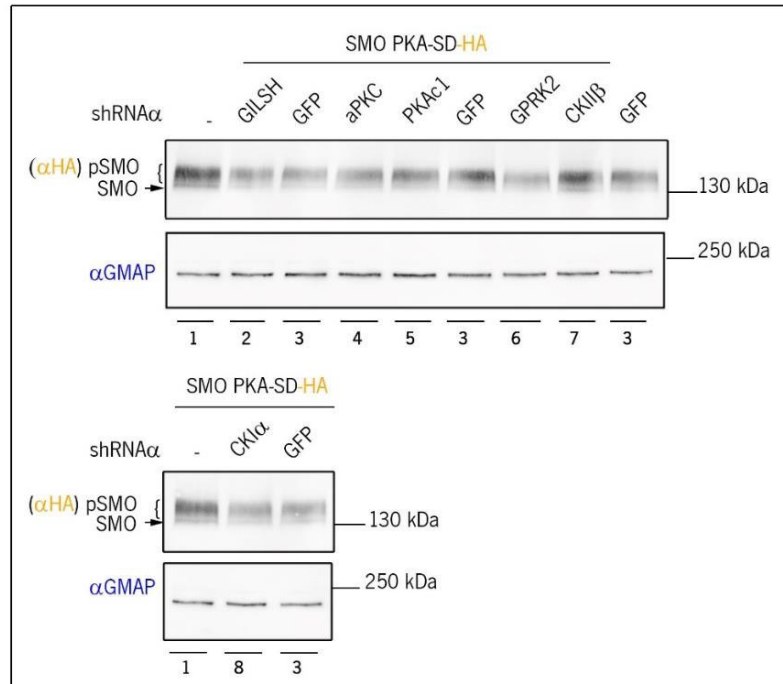 SMO PKA-SD-HA
shRNAα - GILSH GFP aPKC PKAc1 GFP GPRK2 CKIIβ GFP
(αHA) pSMO {
SMO
130 kDa
250 kDa
αGMAP
1 2 3 4 5 3 6 7 3
SMO PKA-SD-HA
shRNAα - CKIα GFP
(αHA) pSMO {
SMO
130 kDa
250 kDa
αGMAP
1 8 3